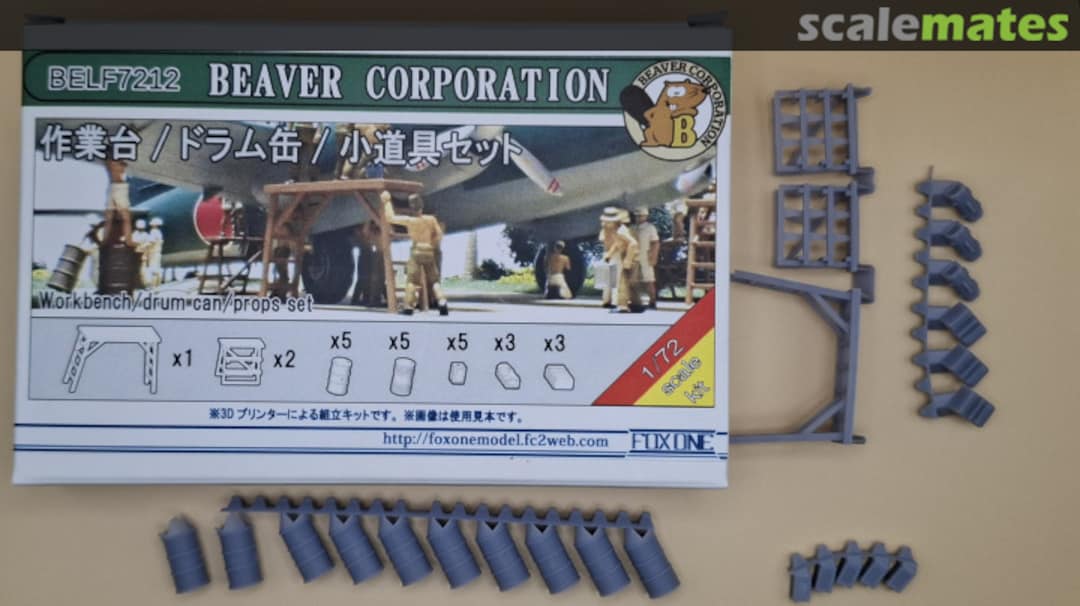 scalemates
BELF7212 BEAVER CORPORATION
BEAVER CORPORATION
B
作業台/ドラム缶/小道具セット
Workbench/drum can/props set
x1 x2 x5 x5 x5 x3 x3
1/72
scale
kit
※3Dプリンターによる組立キットです。※画像は使用見本です。
http://foxonemodel.fc2web.com FOX ONE